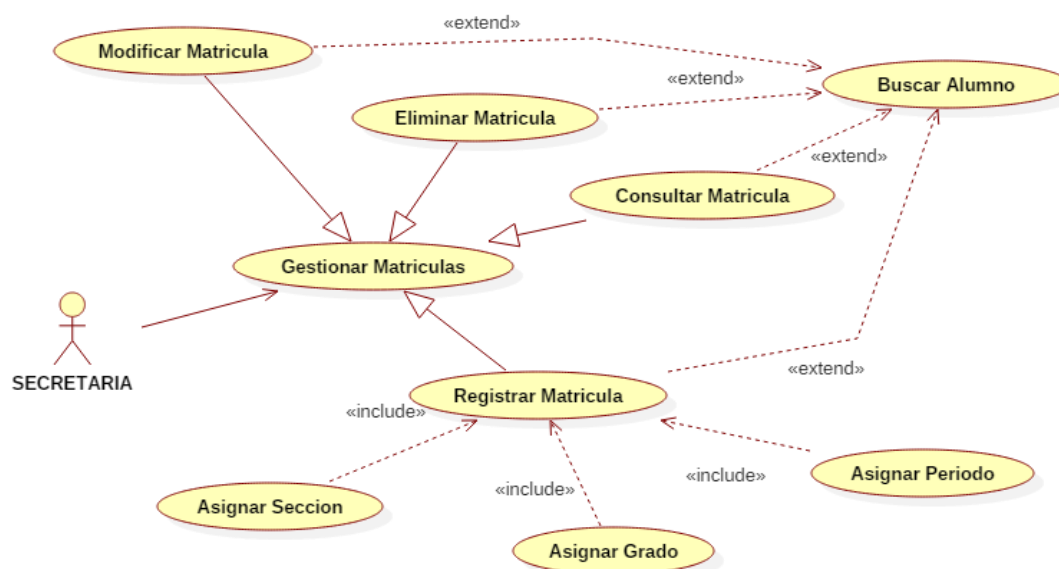 «extend»
Modificar Matricula
«extend»
Buscar Alumno
Eliminar Matricula
«extend»
Consultar Matricula
Gestionar Matriculas
SECRETARIA
«extend»
Registrar Matricula
«include»
«include»
Asignar Periodo
«include»
Asignar Seccion
Asignar Grado